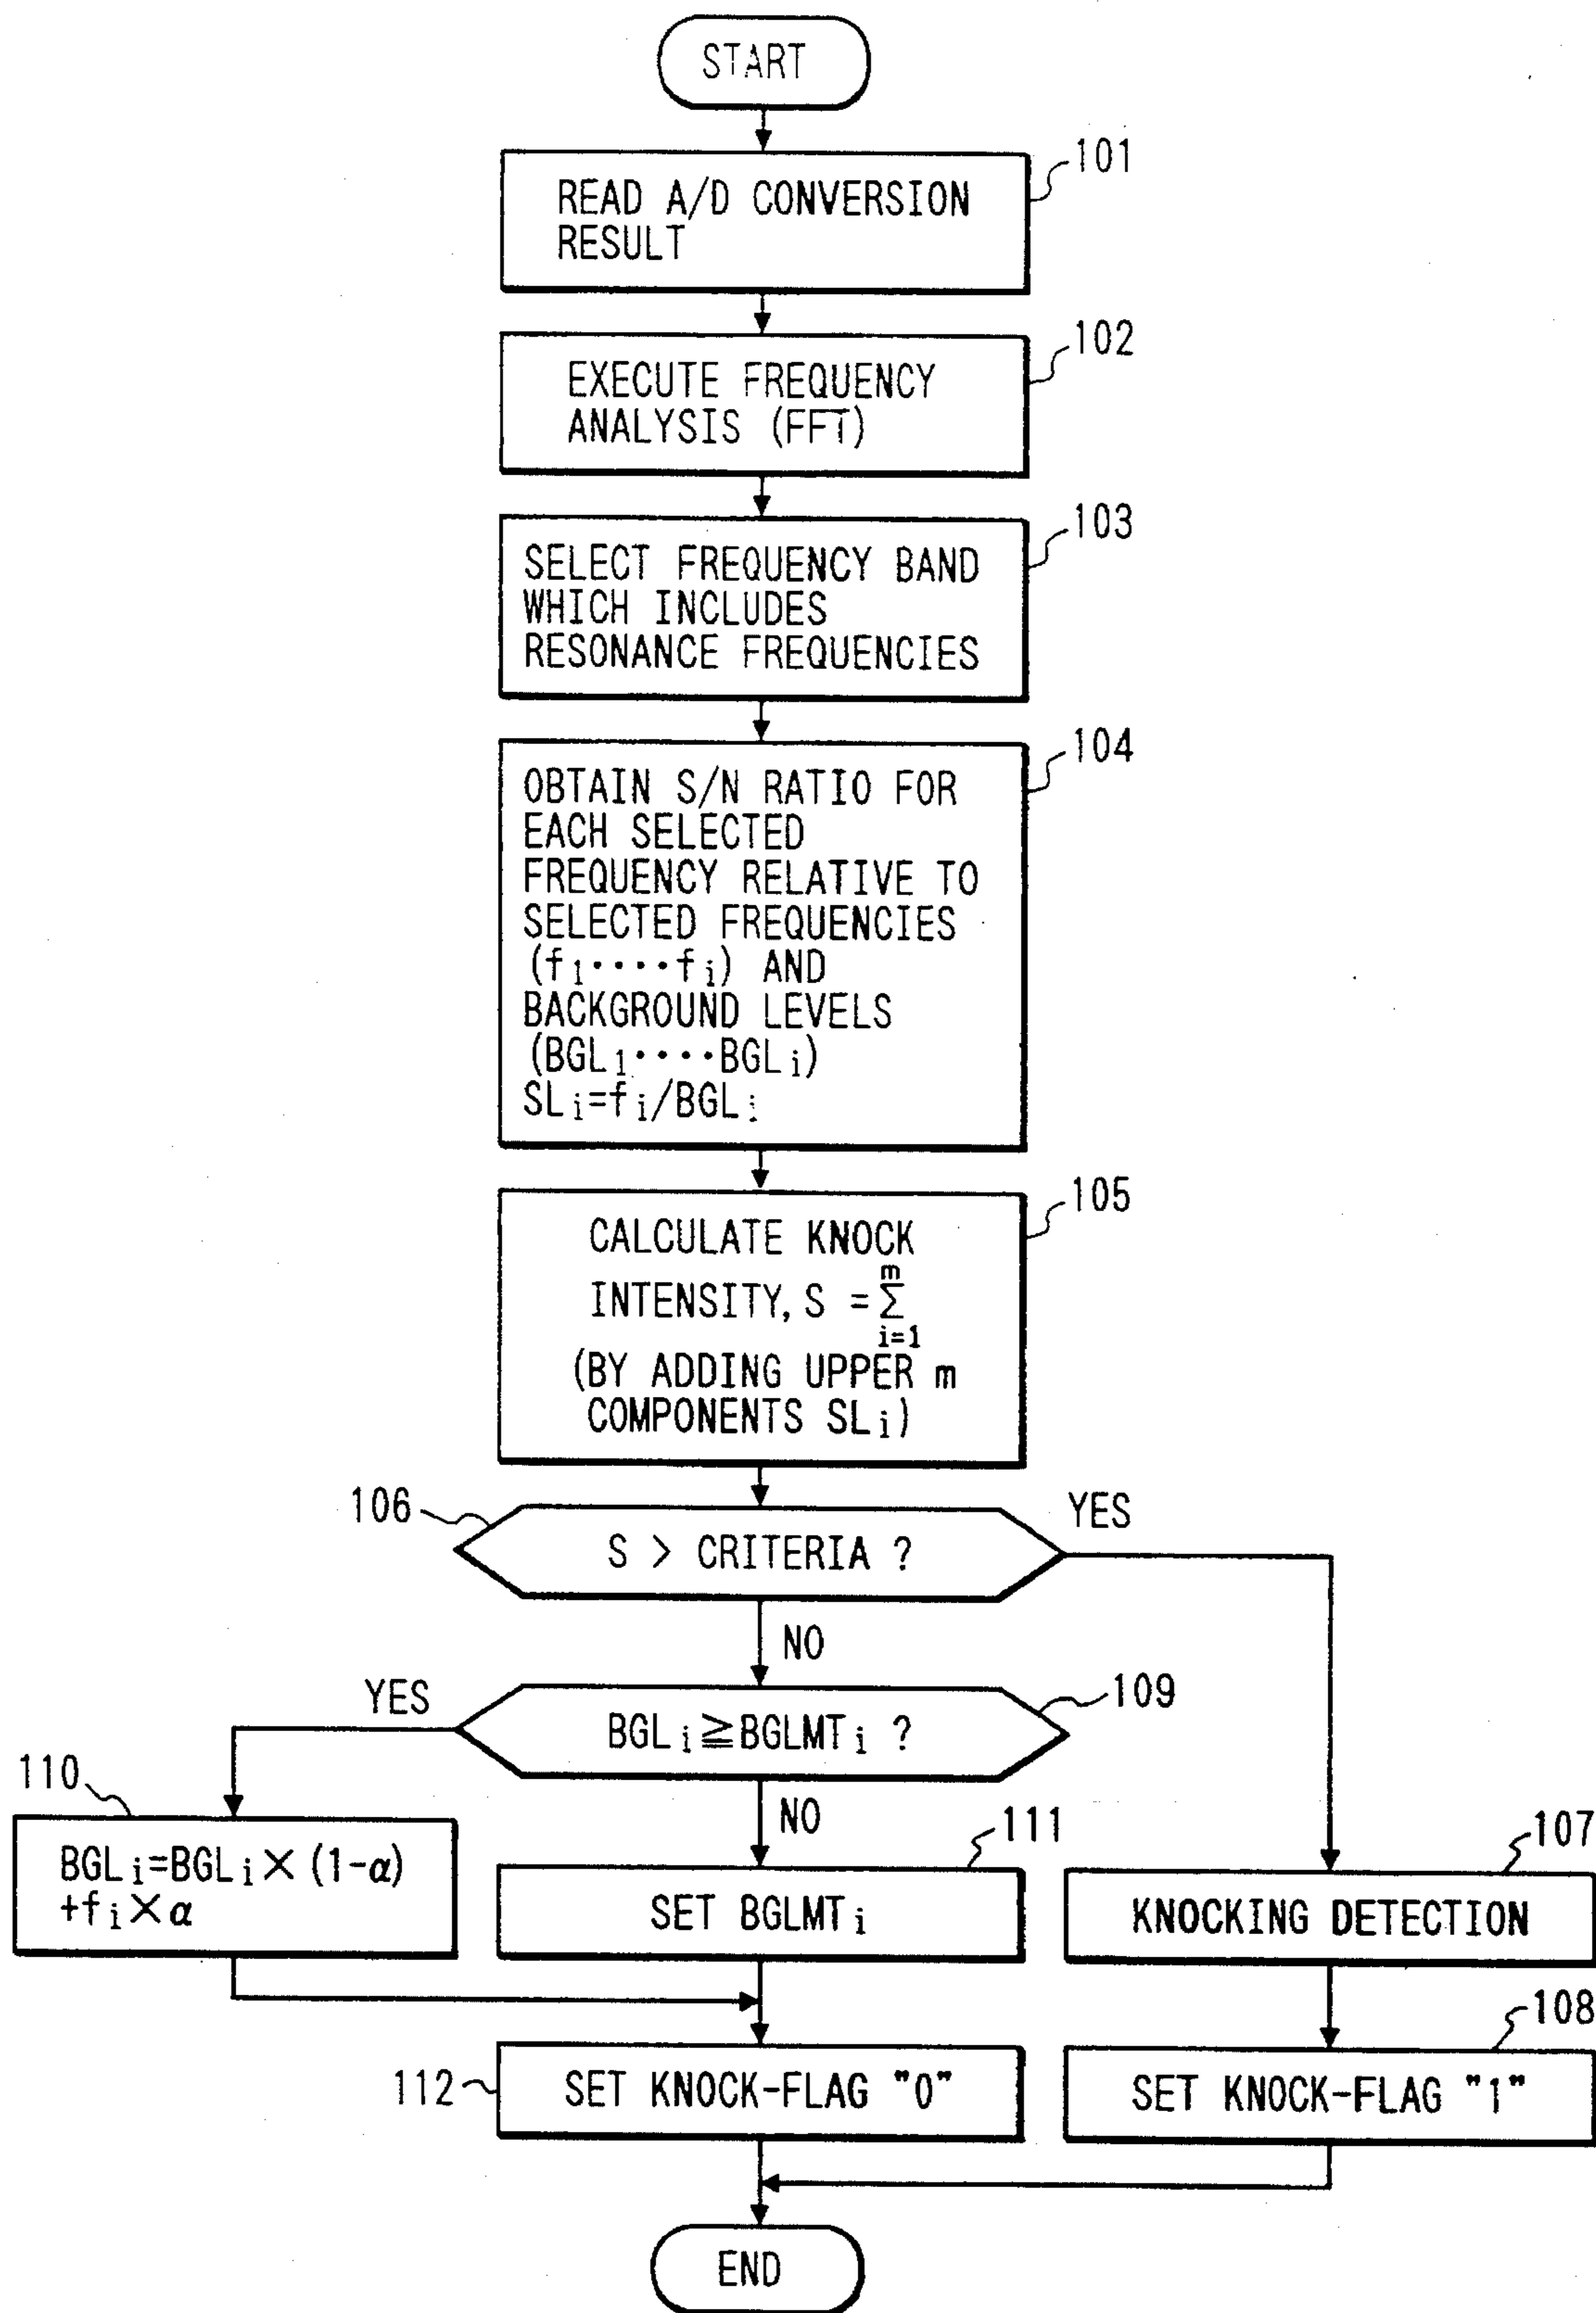 START
101
READ A/D CONVERSION
RESULT
102
EXECUTE FREQUENCY
ANALYSIS (FFT)
103
SELECT FREQUENCY BAND
WHICH INCLUDES
RESONANCE FREQUENCIES
104
OBTAIN S/N RATIO FOR
EACH SELECTED
FREQUENCY RELATIVE TO
SELECTED FREQUENCIES
(f1····fi) AND
BACKGROUND LEVELS
(BGL1····BGLi)
SLi=fi/BGLi
105
CALCULATE KNOCK
INTENSITY, S = Σ m i=1
(BY ADDING UPPER m
COMPONENTS SLi)
106
S > CRITERIA ?
YES
NO
109
BGLi≧BGLMTi ?
YES
NO
110
BGLi=BGLi×(1-α)
+fi×α
111
SET BGLMTi
107
KNOCKING DETECTION
112
SET KNOCK-FLAG "0"
108
SET KNOCK-FLAG "1"
END